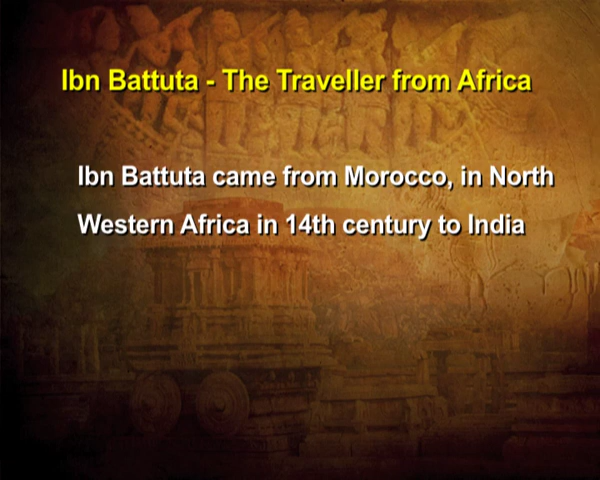 Ibn Battuta - The Traveller from Africa
Ibn Battuta came from Morocco, in North
Western Africa in 14th century to India